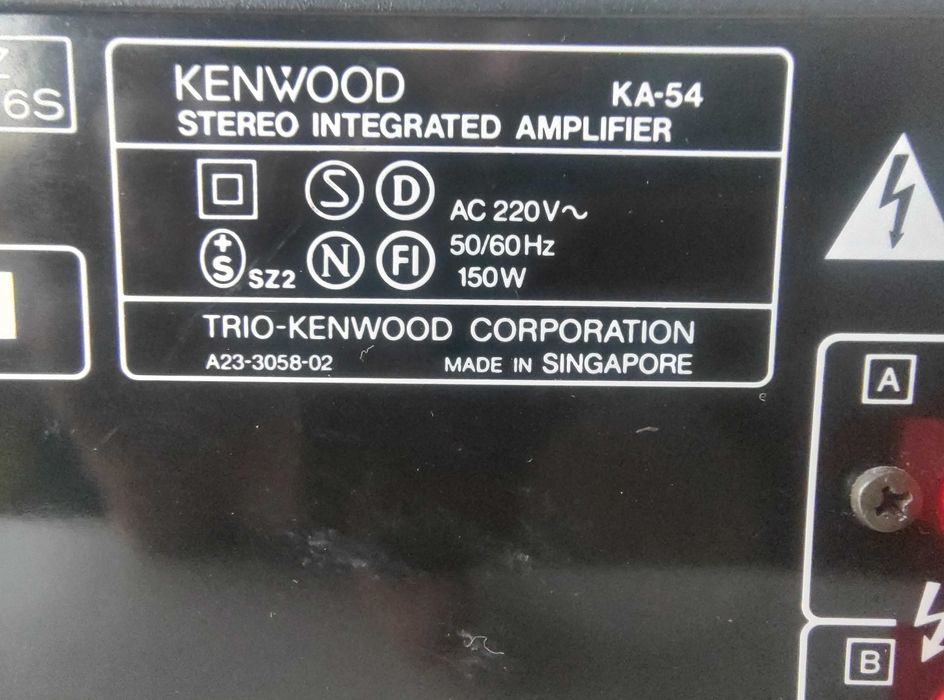 6S
KENWOOD KA-54
STEREO INTEGRATED AMPLIFIER
S D AC 220V~
50/60Hz
+S SZ2 N FI 150W
TRIO-KENWOOD CORPORATION
A23-3058-02 MADE IN SINGAPORE
A
B